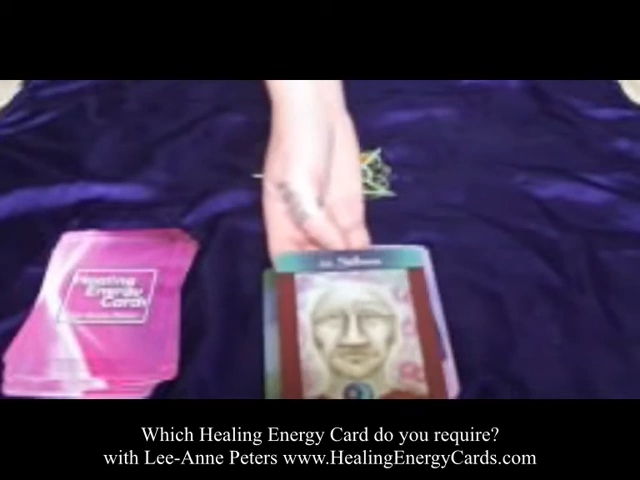 Healing
Energy
Cards
Which Healing Energy Card do you require?
with Lee-Anne Peters www.HealingEnergyCards.com